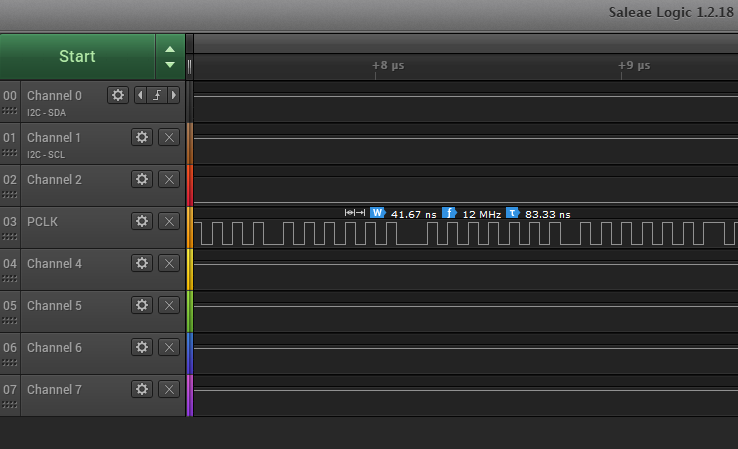 Saleae Logic 1.2.18
Start
+8 µs +9 µs
00 Channel 0
I2C - SDA
01 Channel 1
I2C - SCL
02 Channel 2
W 41.67 ns f 12 MHz τ 83.33 ns
03 PCLK
04 Channel 4
05 Channel 5
06 Channel 6
07 Channel 7